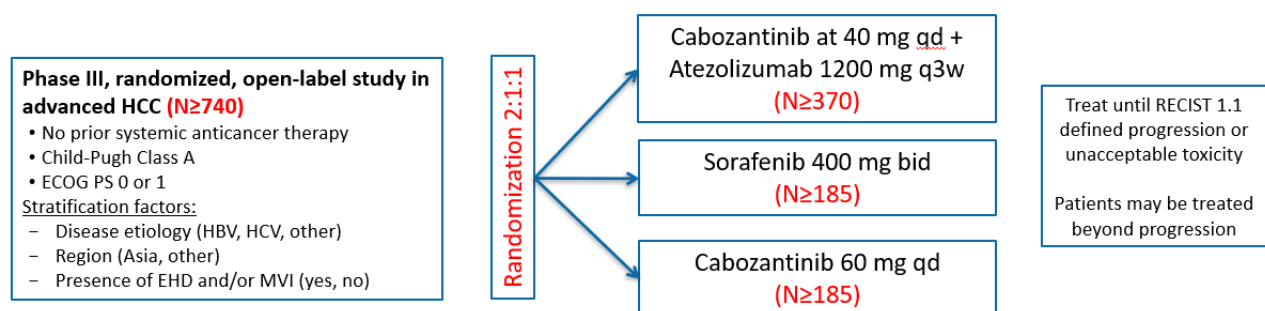 Phase III, randomized, open-label study in
advanced HCC (N≥740)
• No prior systemic anticancer therapy
• Child-Pugh Class A
• ECOG PS 0 or 1
Stratification factors:
− Disease etiology (HBV, HCV, other)
− Region (Asia, other)
− Presence of EHD and/or MVI (yes, no)
Randomization 2:1:1
Cabozantinib at 40 mg qd +
Atezolizumab 1200 mg q3w
(N≥370)
Sorafenib 400 mg bid
(N≥185)
Cabozantinib 60 mg qd
(N≥185)
Treat until RECIST 1.1
defined progression or
unacceptable toxicity
Patients may be treated
beyond progression